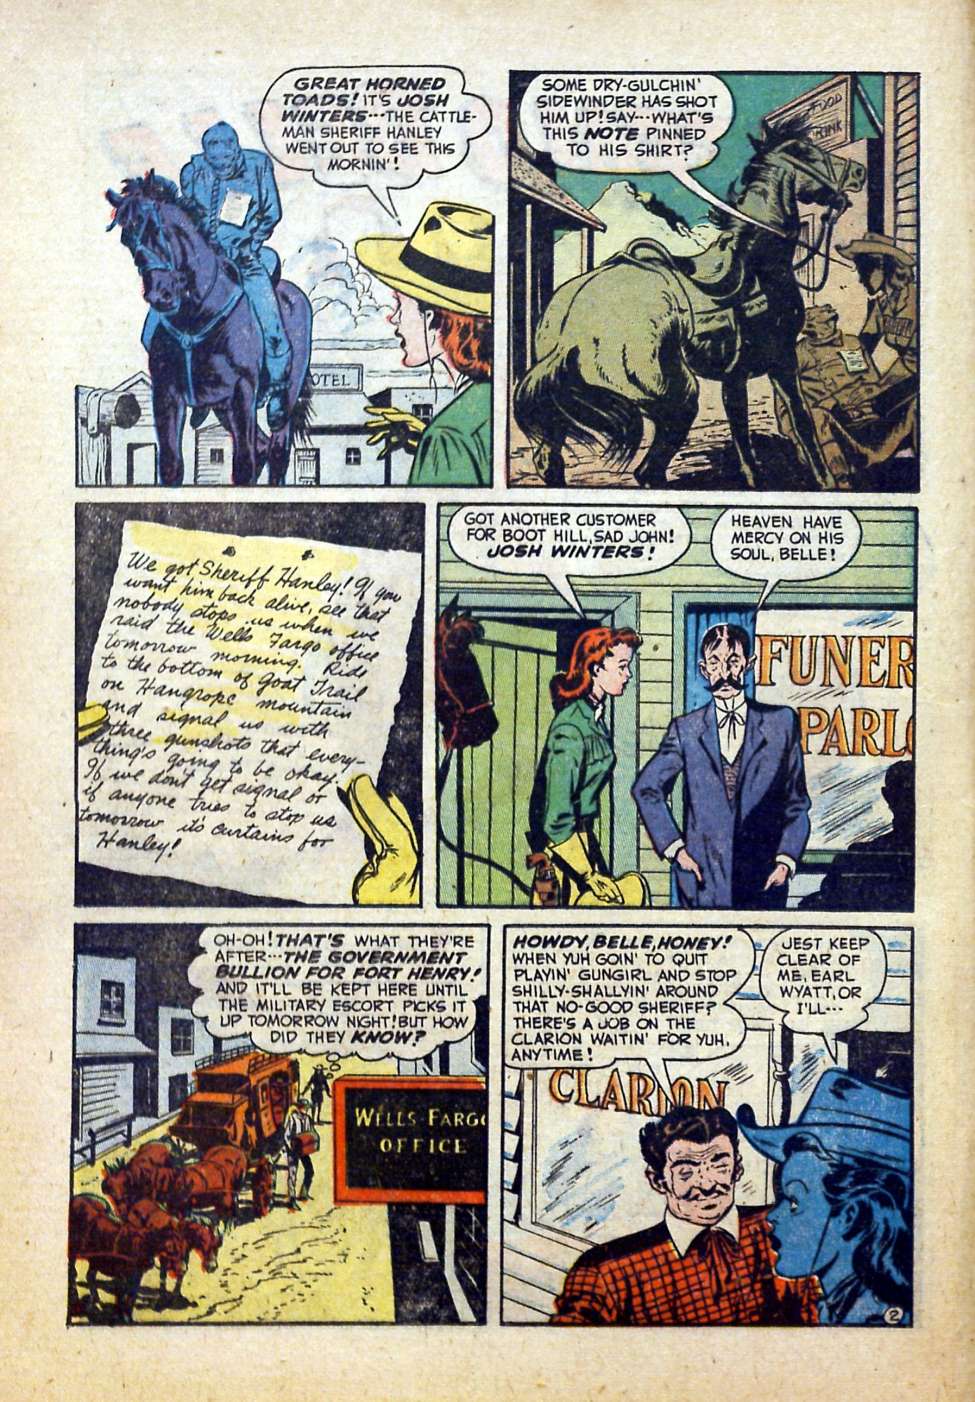 GREAT HORNED
TOADS! IT'S JOSH
WINTERS---THE CATTLE-
MAN SHERIFF HANLEY
WENT OUT TO SEE THIS
MORNIN'!
OTEL
SOME DRY-GULCHIN'
SIDEWINDER HAS SHOT
HIM UP! SAY---WHAT'S
THIS NOTE PINNED
TO HIS SHIRT?
FOOD
DRINK
We got Sheriff Hanley! If you
want him back alive, see that
nobody stops us when we
raid the Wells Fargo office
tomorrow morning. Ride
to the bottom of Goat Trail
on Hangrope mountain
and signal us with
three gunshots that every-
thing's going to be okay.
If we don't get signal or
if anyone tries to stop us
tomorrow it's curtains for
Hanley!
GOT ANOTHER CUSTOMER
FOR BOOT HILL, SAD JOHN!
JOSH WINTERS!
HEAVEN HAVE
MERCY ON HIS
SOUL, BELLE!
FUNER
PARLO
OH-OH! THAT'S WHAT THEY'RE
AFTER---THE GOVERNMENT
BULLION FOR FORT HENRY!
AND IT'LL BE KEPT HERE UNTIL
THE MILITARY ESCORT PICKS IT
UP TOMORROW NIGHT! BUT HOW
DID THEY KNOW?
WELLS-FARGO
OFFICE
HOWDY, BELLE, HONEY!
WHEN YUH GOIN' TO QUIT
PLAYIN' GUNGIRL AND STOP
SHILLY-SHALLYIN' AROUND
THAT NO-GOOD SHERIFF?
THERE'S A JOB ON THE
CLARION WAITIN' FOR YUH,
ANYTIME!
JEST KEEP
CLEAR OF
ME, EARL
WYATT, OR
I'LL---
CLARION
2